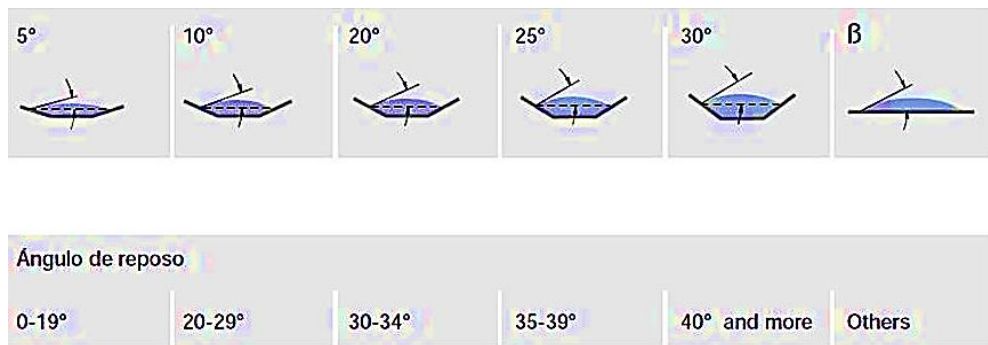 5° 10° 20° 25° 30° ß
Ángulo de reposo
0-19° 20-29° 30-34° 35-39° 40° and more Others